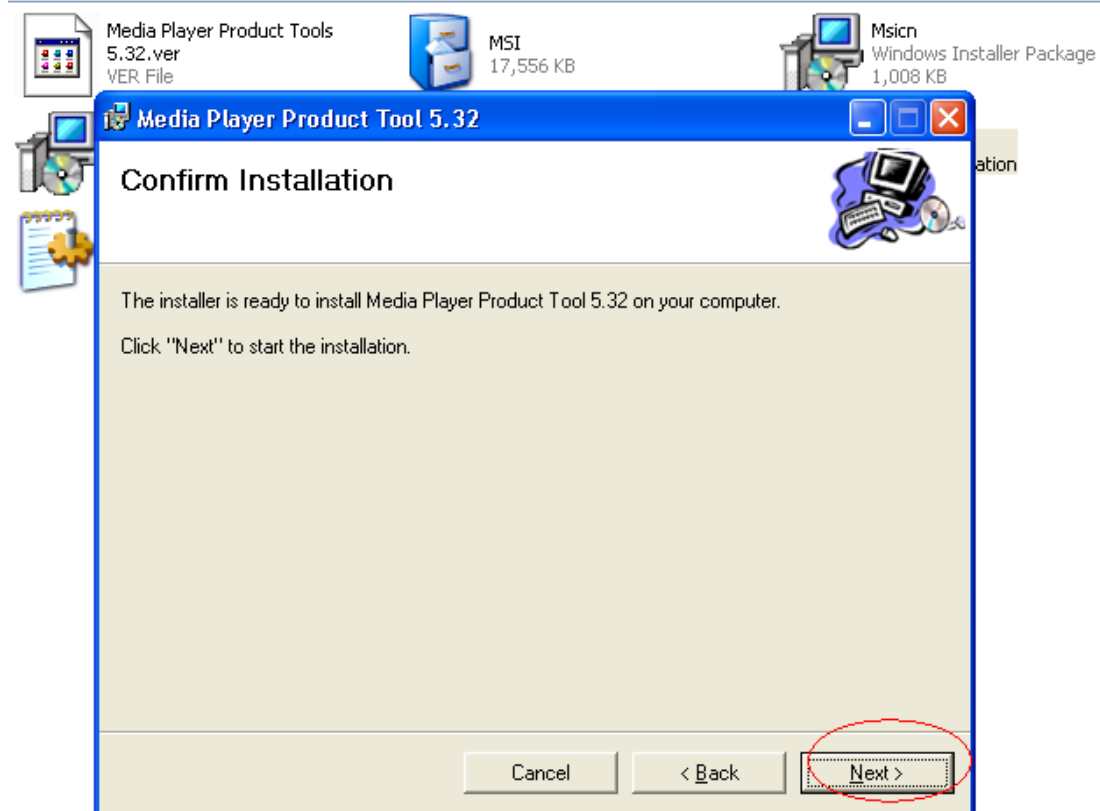 Media Player Product Tools
5.32.ver
VER File
MSI
17,556 KB
Msicn
Windows Installer Package
1,008 KB
Media Player Product Tool 5.32
ation
Confirm Installation
The installer is ready to install Media Player Product Tool 5.32 on your computer.
Click "Next" to start the installation.
Cancel
< Back
Next >